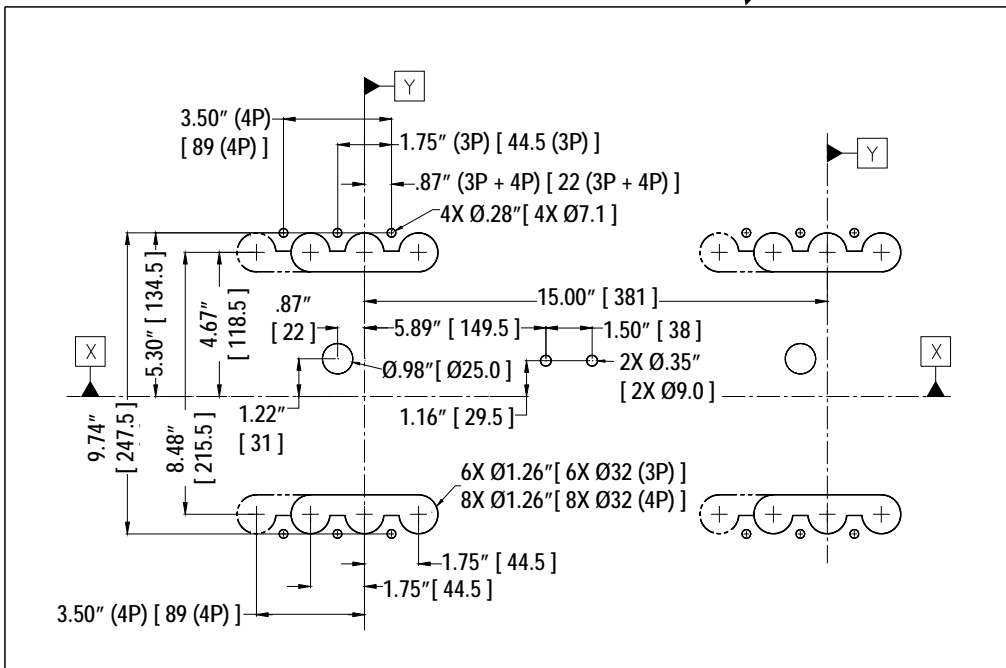 Y
3.50" (4P)
[ 89 (4P) ]
1.75" (3P) [ 44.5 (3P) ]
Y
.87" (3P + 4P) [ 22 (3P + 4P) ]
4X Ø.28"[ 4X Ø7.1 ]
15.00" [ 381 ]
5.30" [ 134.5 ]
4.67"
[ 118.5 ]
.87"
[ 22 ]
5.89" [ 149.5 ]
1.50" [ 38 ]
X
X
Ø.98"[ Ø25.0 ]
2X Ø.35"
[ 2X Ø9.0 ]
1.22"
[ 31 ]
1.16" [ 29.5 ]
9.74"
[ 247.5 ]
8.48"
[ 215.5 ]
6X Ø1.26"[ 6X Ø32 (3P) ]
8X Ø1.26"[ 8X Ø32 (4P) ]
1.75" [ 44.5 ]
1.75"[ 44.5 ]
3.50" (4P) [ 89 (4P) ]